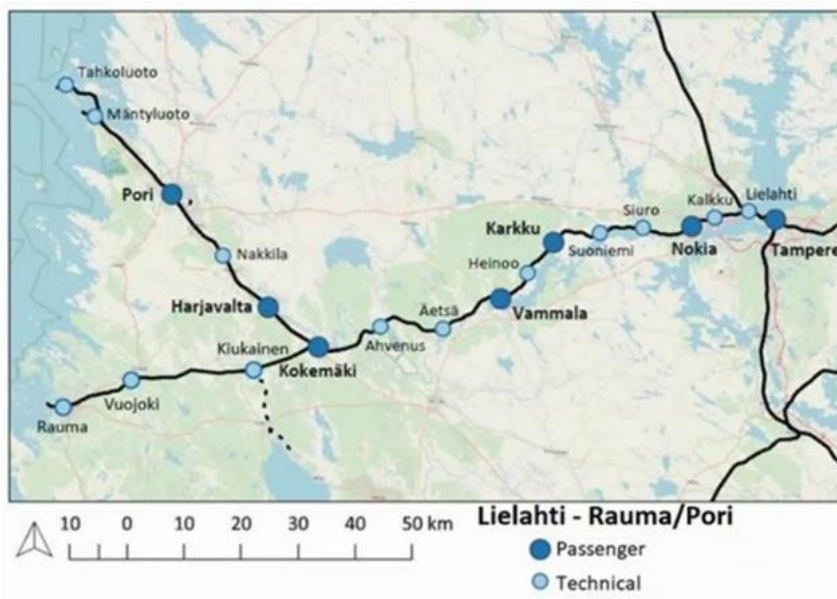 Tahkoluoto
Mäntyluoto
Pori
Nakkila
Harjavalta
Kiukainen
Kokemäki
Vuojoki
Rauma
Ahvenus
Äetsä
Vammala
Heinoo
Karkku
Suoniemi
Siuro
Nokia
Kalkku
Lielahti
Tampere
10 0 10 20 30 40 50 km
Lielahti - Rauma/Pori
Passenger
Technical